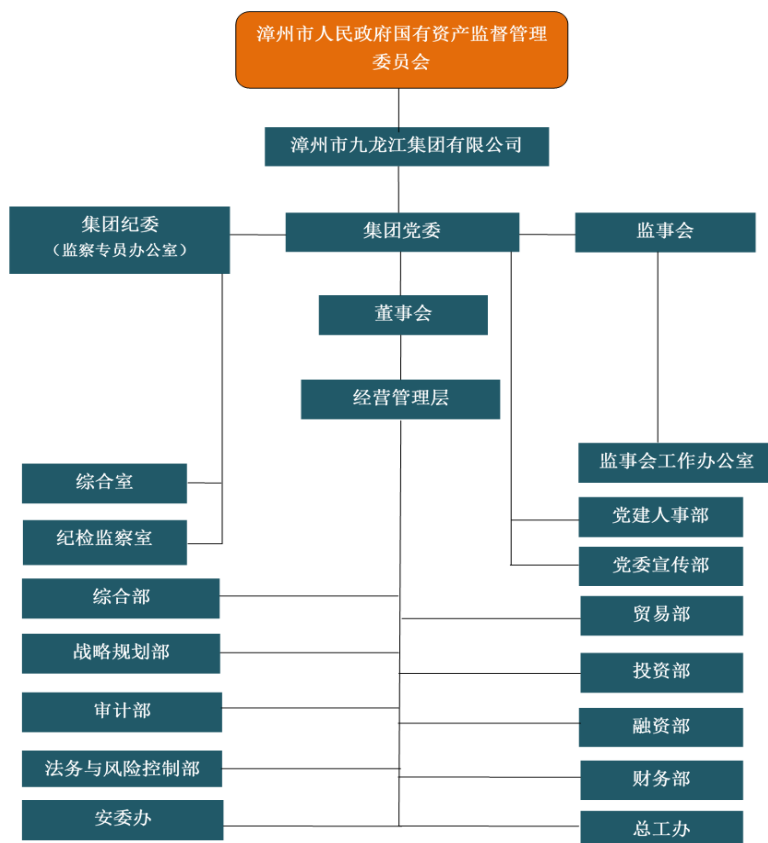 漳州市人民政府国有资产监督管理
委员会
漳州市九龙江集团有限公司
集团纪委
（监察专员办公室）
集团党委
监事会
董事会
经营管理层
综合室
监事会工作办公室
纪检监察室
党建人事部
党委宣传部
综合部
贸易部
战略规划部
投资部
审计部
融资部
法务与风险控制部
财务部
安委办
总工办